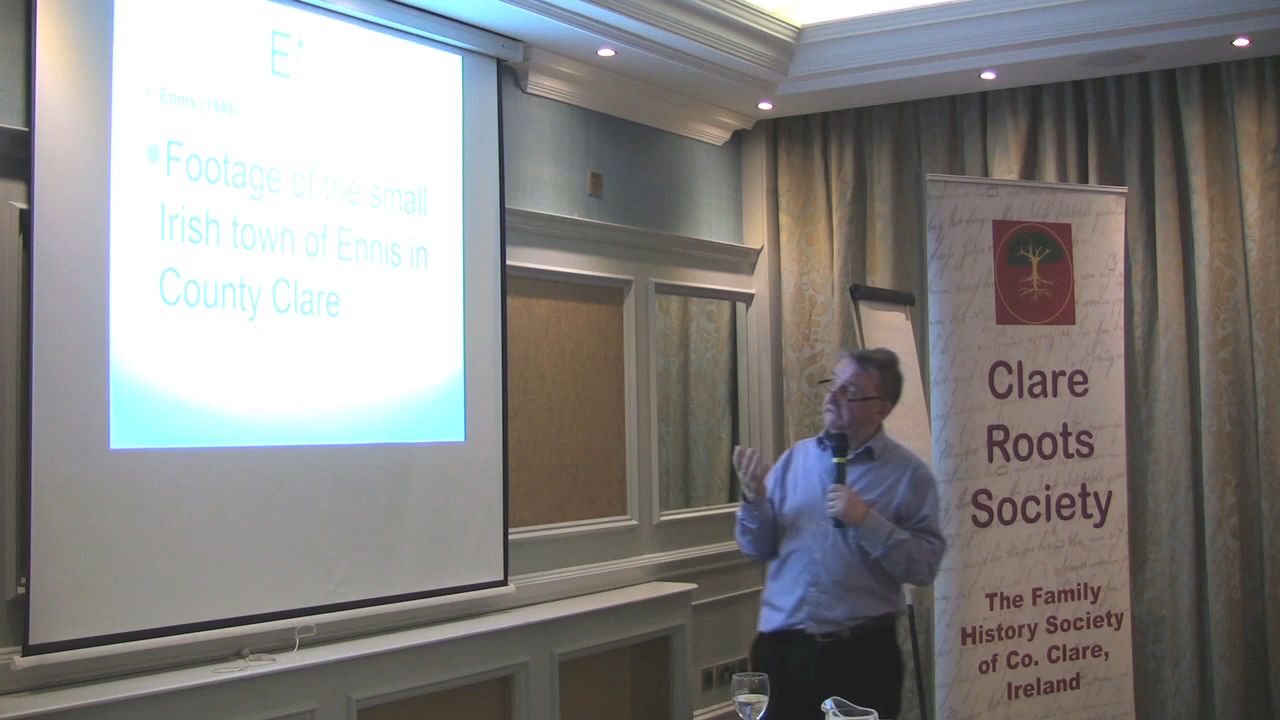 Ennis (1949)
•Footage of the small
Irish town of Ennis in
County Clare
Clare
Roots
Society
The Family
History Society
of Co. Clare,
Ireland